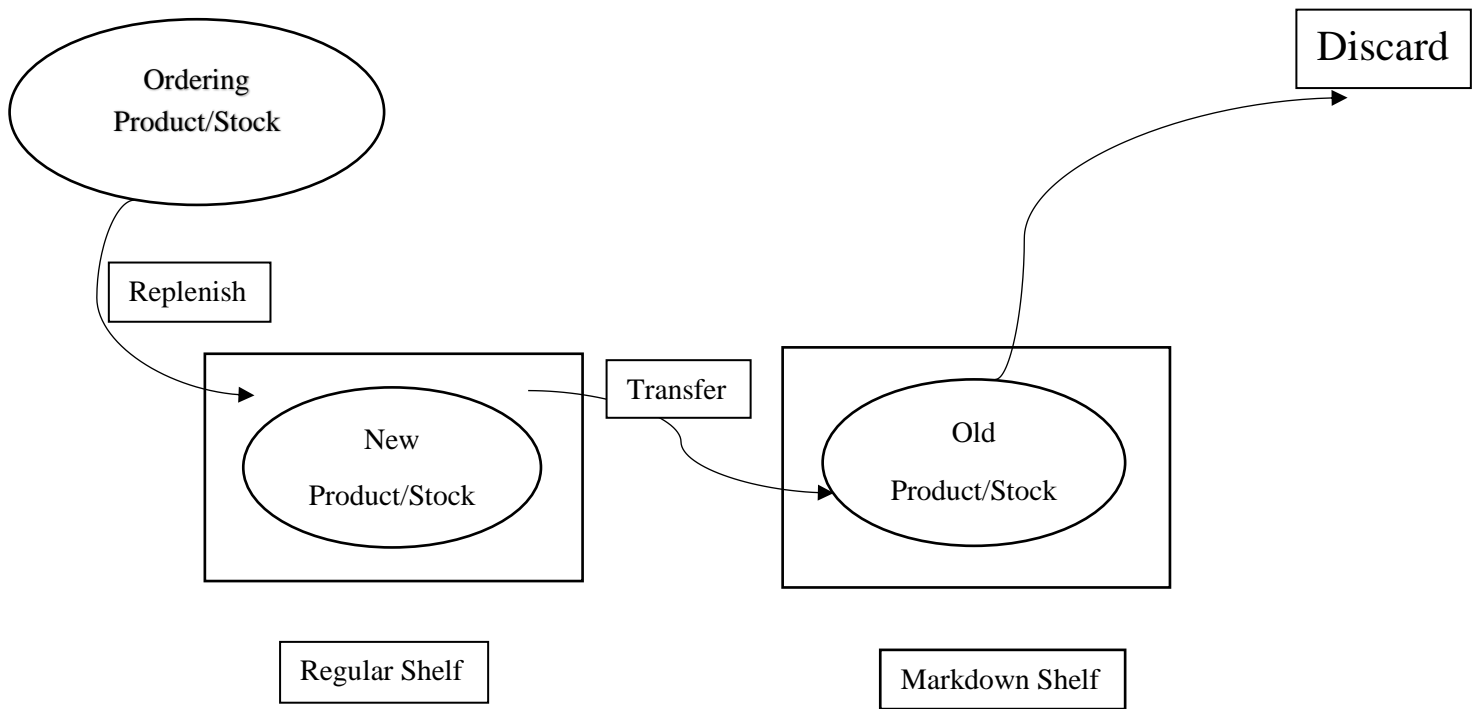 Ordering
Product/Stock
Discard
Replenish
Transfer
New
Product/Stock
Old
Product/Stock
Regular Shelf
Markdown Shelf